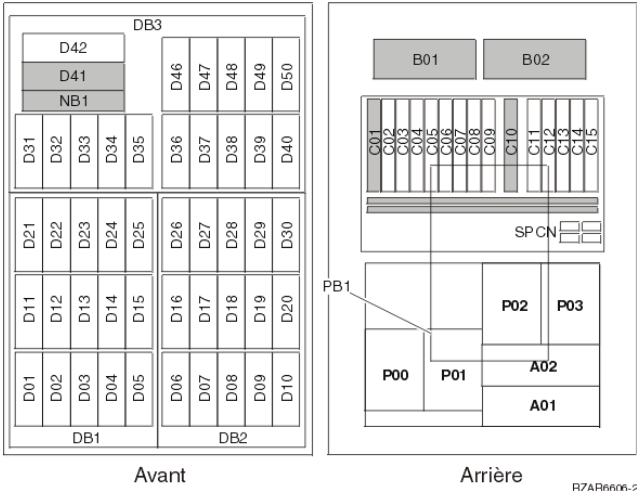 DB3
D42
D41
NB1
D46 D47 D48 D49 D50
D31 D32 D33 D34 D35
D36 D37 D38 D39 D40
D21 D22 D23 D24 D25
D26 D27 D28 D29 D30
D11 D12 D13 D14 D15
D16 D17 D18 D19 D20
D01 D02 D03 D04 D05
D06 D07 D08 D09 D10
DB1
DB2
Avant
B01
B02
C01 C02 C03 C04 C05 C06 C07 C08 C09 C10 C11 C12 C13 C14 C15
SPCN
PB1
P02
P03
P00
P01
A02
A01
Arrière
RZAR6606-2